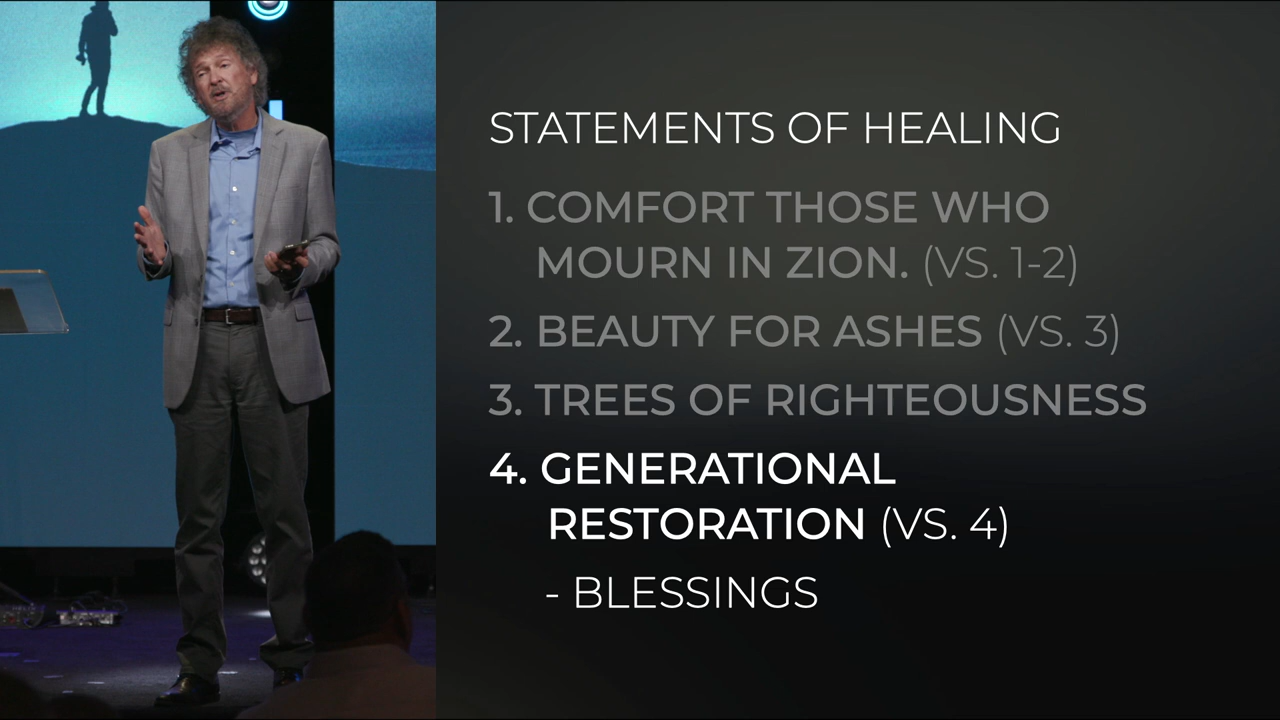 STATEMENTS OF HEALING
1. COMFORT THOSE WHO
MOURN IN ZION. (VS. 1-2)
2. BEAUTY FOR ASHES (VS. 3)
3. TREES OF RIGHTEOUSNESS
4. GENERATIONAL
RESTORATION (VS. 4)
- BLESSINGS